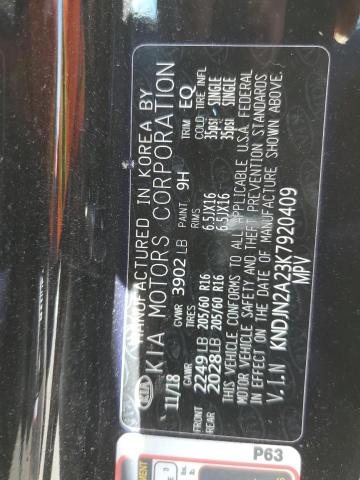 MANUFACTURED IN KOREA BY
KIA KIA MOTORS CORPORATION
11/18 GVWR 3902 LB PAINT 9H TRIM EQ
GAWR TIRES RIMS COLD TIRE INFL
FRONT 2249 LB 205/60 R16 6.5JX16 35psi SINGLE
REAR 2028 LB 205/60 R16 6.5JX16 35psi SINGLE
THIS VEHICLE CONFORMS TO ALL APPLICABLE U.S.A. FEDERAL
MOTOR VEHICLE SAFETY AND THEFT PREVENTION STANDARDS
IN EFFECT ON THE DATE OF MANUFACTURE SHOWN ABOVE.
V.I.N KNDJN2A23K7920409
MPV
P63